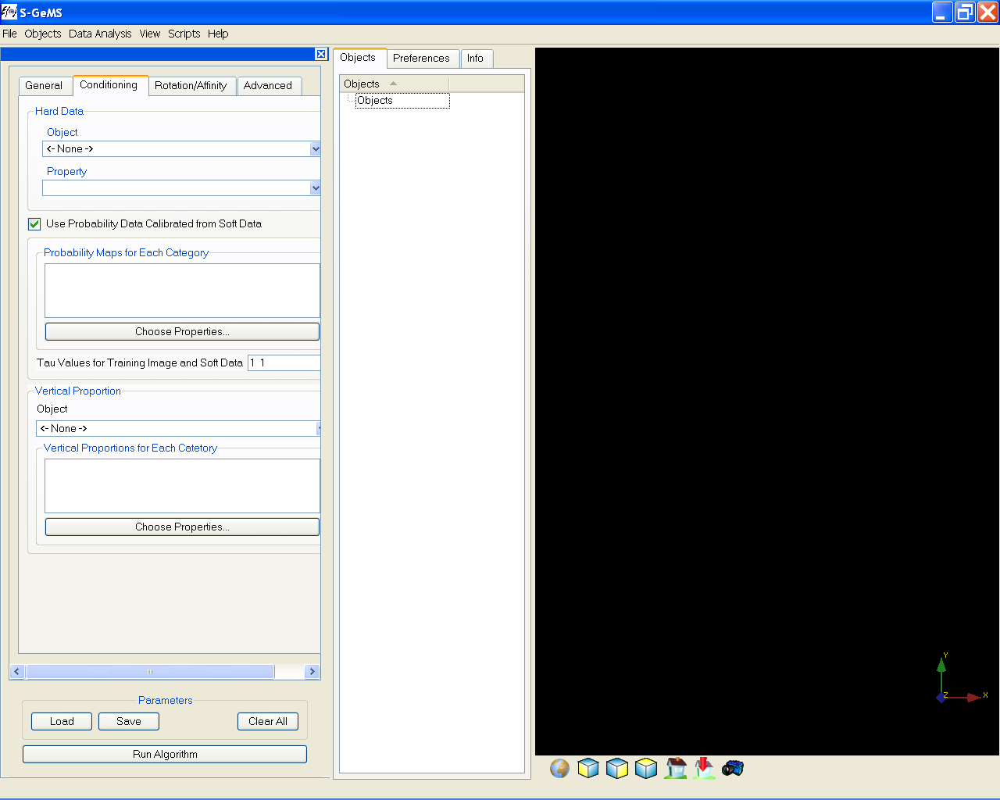 S-GeMS
File Objects Data Analysis View Scripts Help
General Conditioning Rotation/Affinity Advanced
Hard Data
Object
<- None ->
Property
Use Probability Data Calibrated from Soft Data
Probability Maps for Each Category
Choose Properties...
Tau Values for Training Image and Soft Data 1 1
Vertical Proportion
Object
<- None ->
Vertical Proportions for Each Catetory
Choose Properties...
Parameters
Load Save Clear All
Run Algorithm
Objects Preferences Info
Objects
Objects
Y
Z X